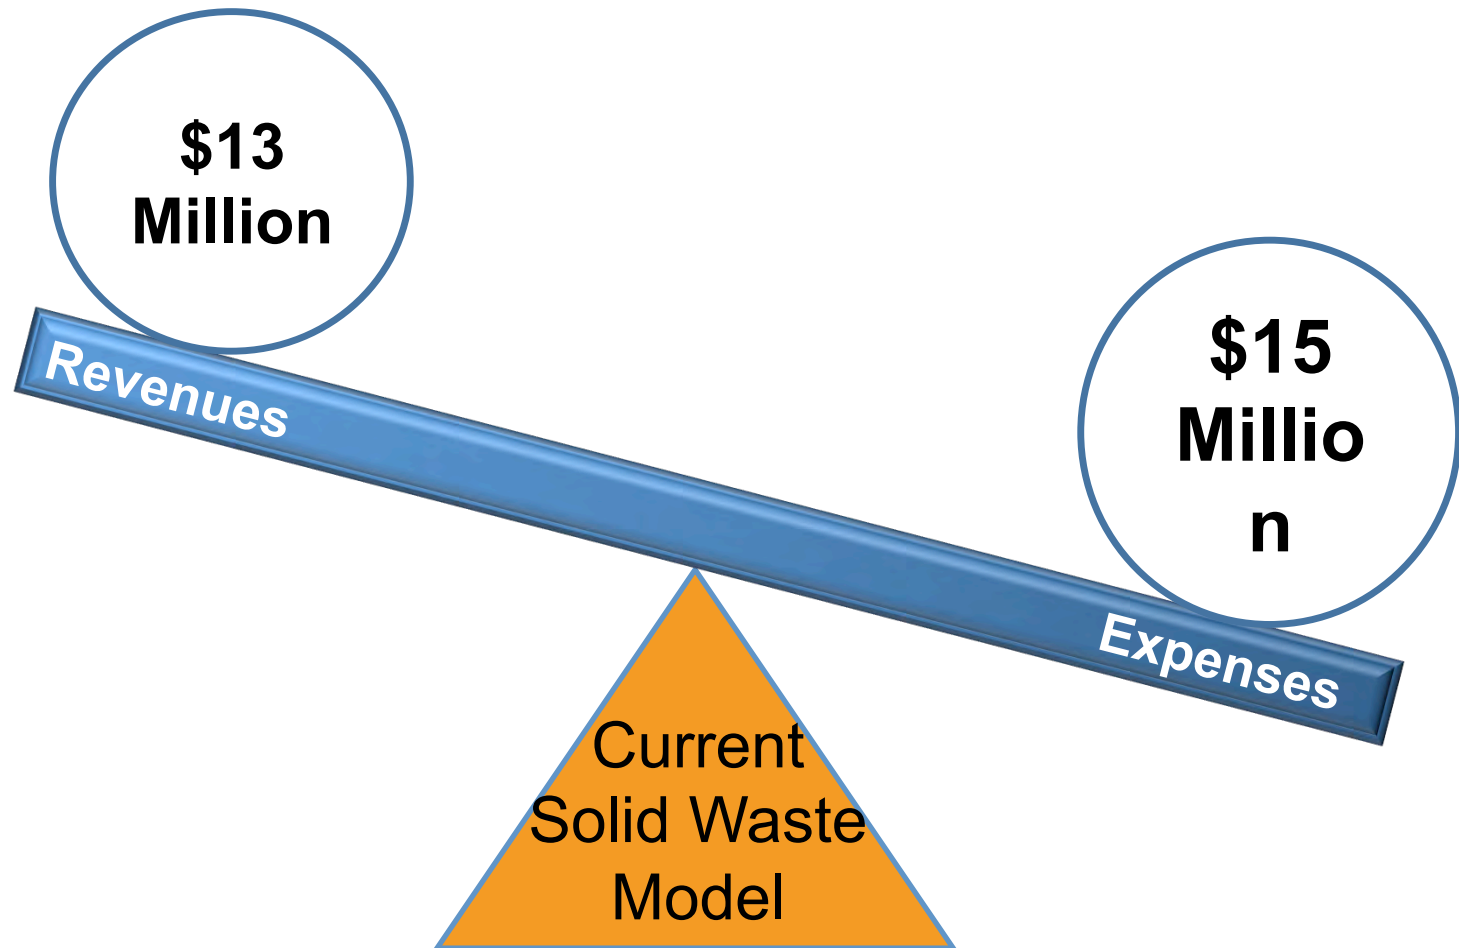 $13
Million
Revenues
$15
Millio
n
Expenses
Current
Solid Waste
Model